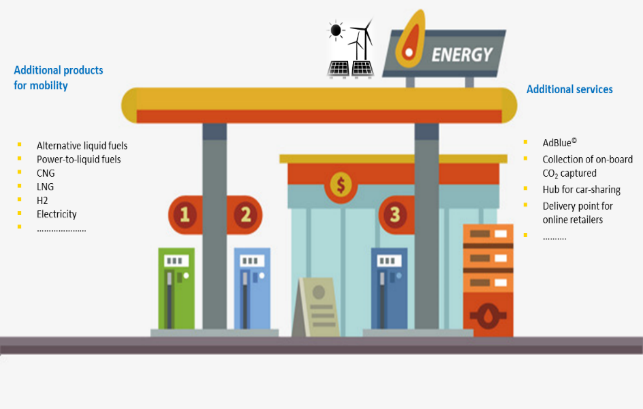 ENERGY
Additional products
for mobility
Alternative liquid fuels
Power-to-liquid fuels
CNG
LNG
H2
Electricity
.......................
Additional services
AdBlue©
Collection of on-board
CO₂ captured
Hub for car-sharing
Delivery point for
online retailers
..........
$
1
2
3